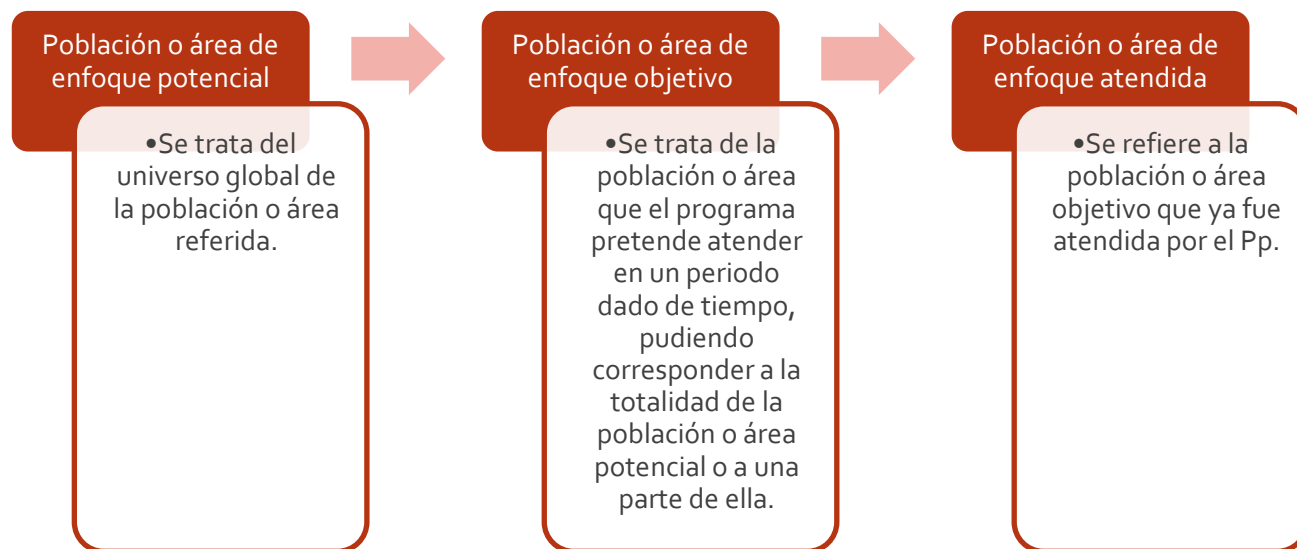 Población o área de
enfoque potencial
•Se trata del
universo global de
la población o área
referida.
Población o área de
enfoque objetivo
•Se trata de la
población o área
que el programa
pretende atender
en un periodo
dado de tiempo,
pudiendo
corresponder a la
totalidad de la
población o área
potencial o a una
parte de ella.
Población o área de
enfoque atendida
•Se refiere a la
población o área
objetivo que ya fue
atendida por el Pp.